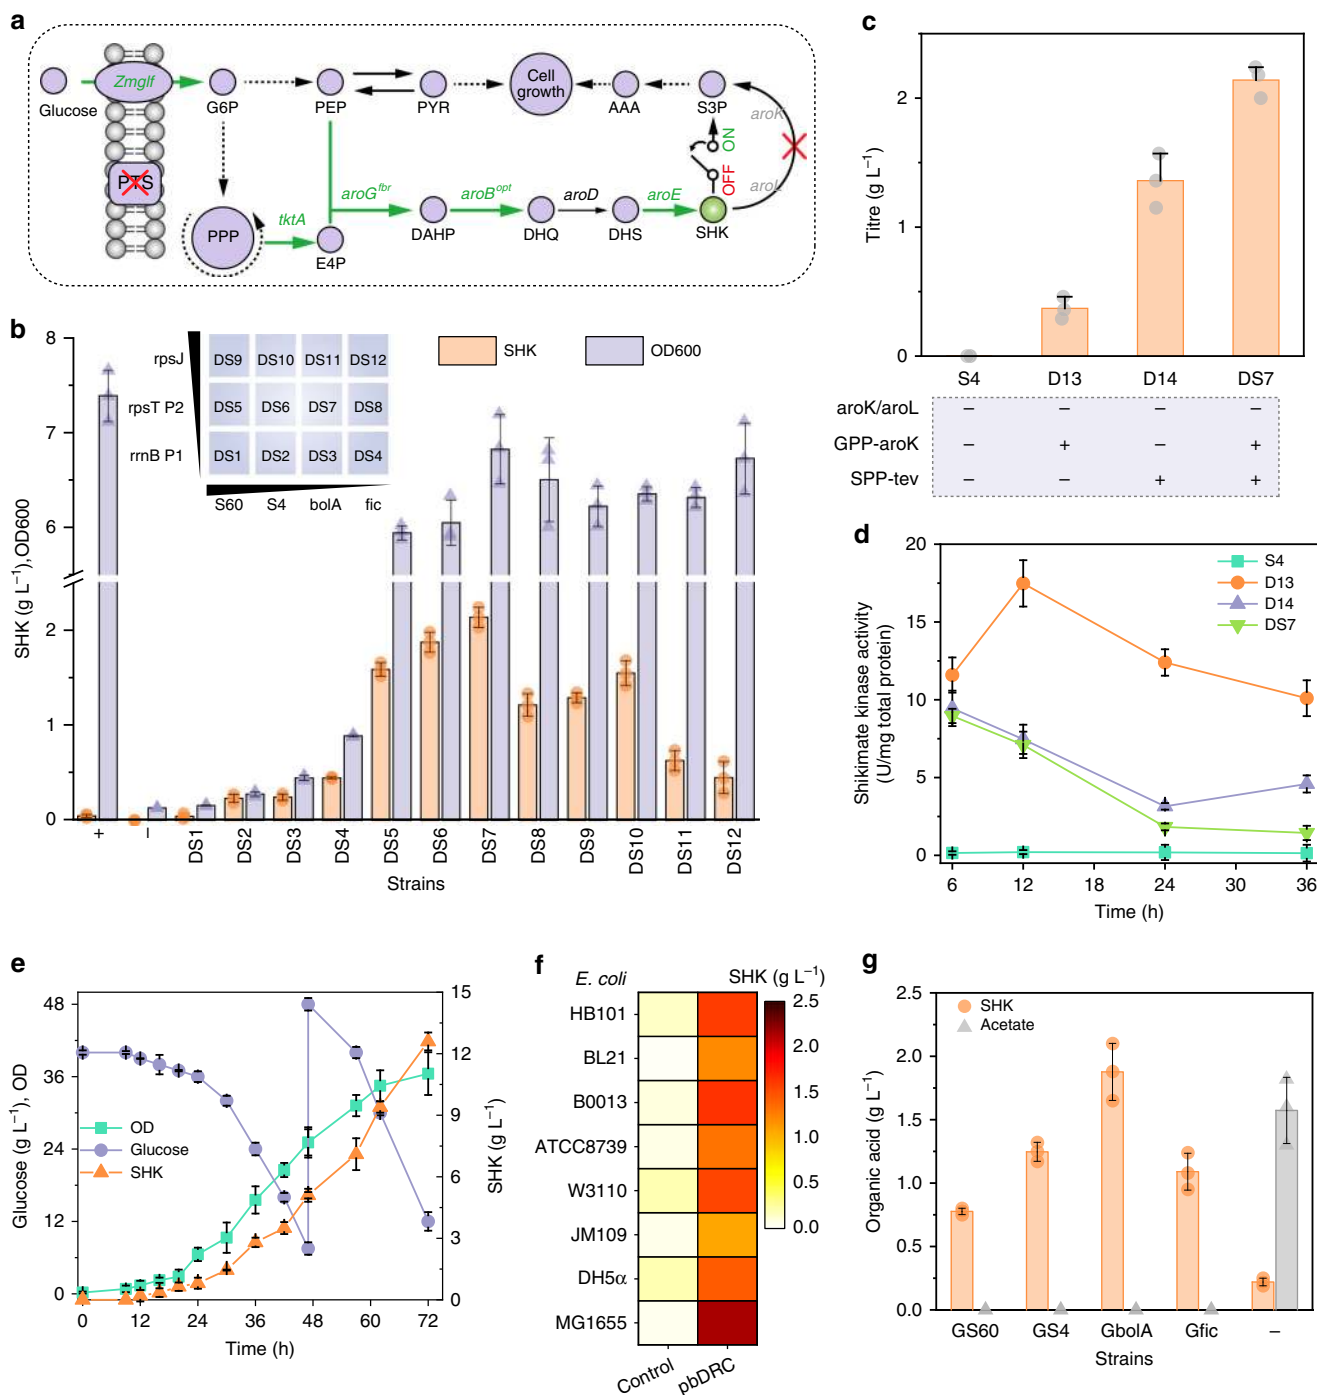 a
Zmglf
Glucose
G6P
PEP
PYR
Cell
growth
AAA
S3P
aroK
PTS
ON
OFF
aroL
PPP
tktA
E4P
aroG^fbr
DAHP
aroB^opt
DHQ
aroD
DHS
aroE
SHK
b
SHK (g L−1), OD600
8
7
6
2
1
0
rpsJ
DS9 DS10 DS11 DS12
rpsT P2
DS5 DS6 DS7 DS8
rrnB P1
DS1 DS2 DS3 DS4
S60 S4 bolA fic
SHK
OD600
+ − DS1 DS2 DS3 DS4 DS5 DS6 DS7 DS8 DS9 DS10 DS11 DS12
Strains
c
Titre (g L−1)
2
1
0
S4 D13 D14 DS7
aroK/aroL − − − −
GPP-aroK − + − +
SPP-tev − − + +
d
Shikimate kinase activity
(U/mg total protein)
20
15
10
5
0
S4
D13
D14
DS7
6 12 18 24 30 36
Time (h)
e
Glucose (g L−1), OD
48
36
24
12
0
OD
Glucose
SHK
15
12
9
6
3
0
SHK (g L−1)
0 12 24 36 48 60 72
Time (h)
f
E. coli
SHK (g L−1)
HB101
BL21
B0013
ATCC8739
W3110
JM109
DH5α
MG1655
Control
pbDRC
2.5
2.0
1.5
1.0
0.5
0.0
g
Organic acid (g L−1)
2.5
2.0
1.5
1.0
0.5
0.0
SHK
Acetate
GS60 GS4 GbolA Gfic −
Strains